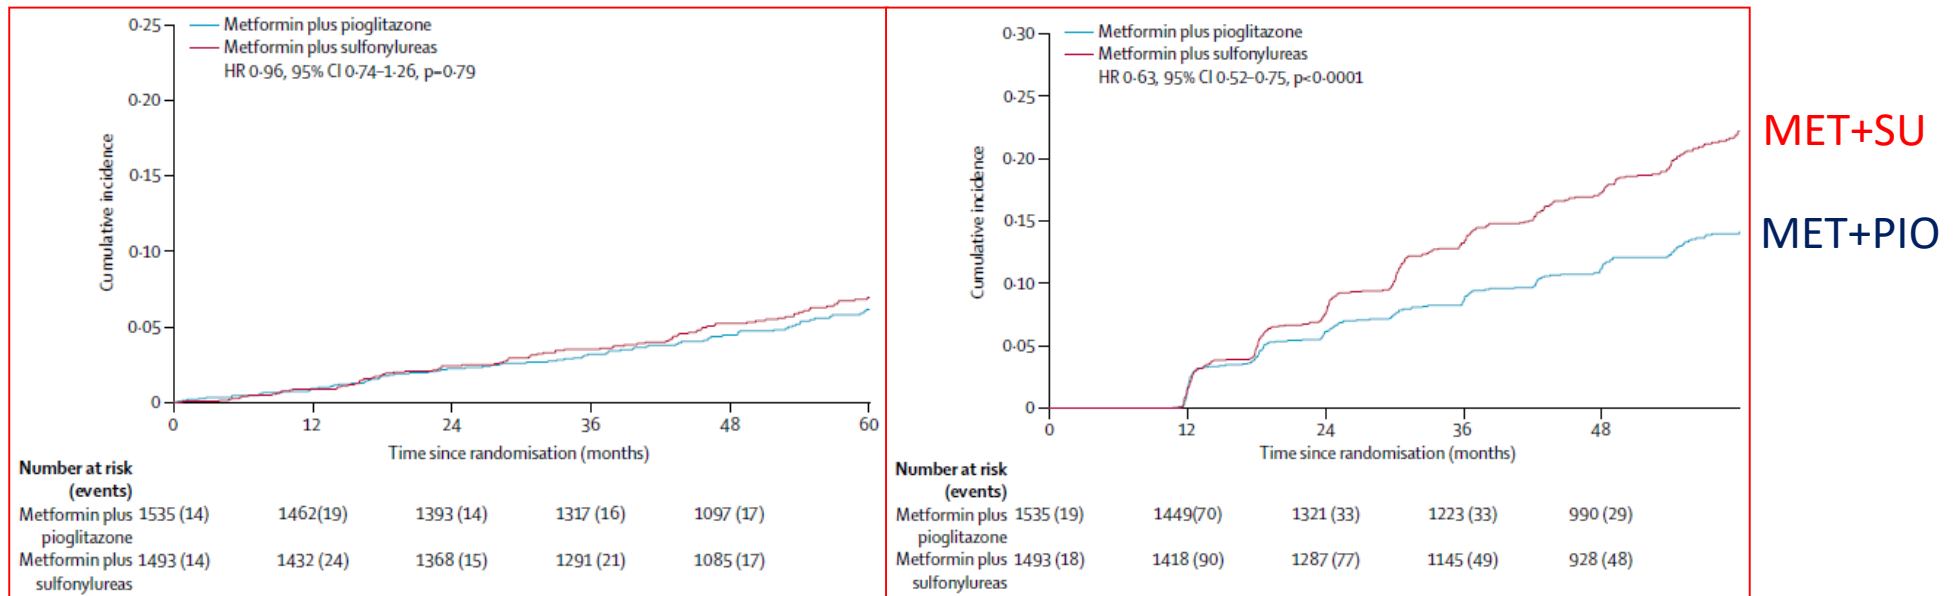 0·25
0·20
0·15
0·10
0·05
0
Cumulative incidence
Metformin plus pioglitazone
Metformin plus sulfonylureas
HR 0·96, 95% CI 0·74–1·26, p=0·79
0 12 24 36 48 60
Time since randomisation (months)
Number at risk
(events)
Metformin plus 1535 (14) 1462(19) 1393 (14) 1317 (16) 1097 (17)
pioglitazone
Metformin plus 1493 (14) 1432 (24) 1368 (15) 1291 (21) 1085 (17)
sulfonylureas
0·30
0·25
0·20
0·15
0·10
0·05
0
Cumulative incidence
Metformin plus pioglitazone
Metformin plus sulfonylureas
HR 0·63, 95% CI 0·52–0·75, p<0·0001
0 12 24 36 48
Time since randomisation (months)
Number at risk
(events)
Metformin plus 1535 (19) 1449(70) 1321 (33) 1223 (33) 990 (29)
pioglitazone
Metformin plus 1493 (18) 1418 (90) 1287 (77) 1145 (49) 928 (48)
sulfonylureas
MET+SU
MET+PIO